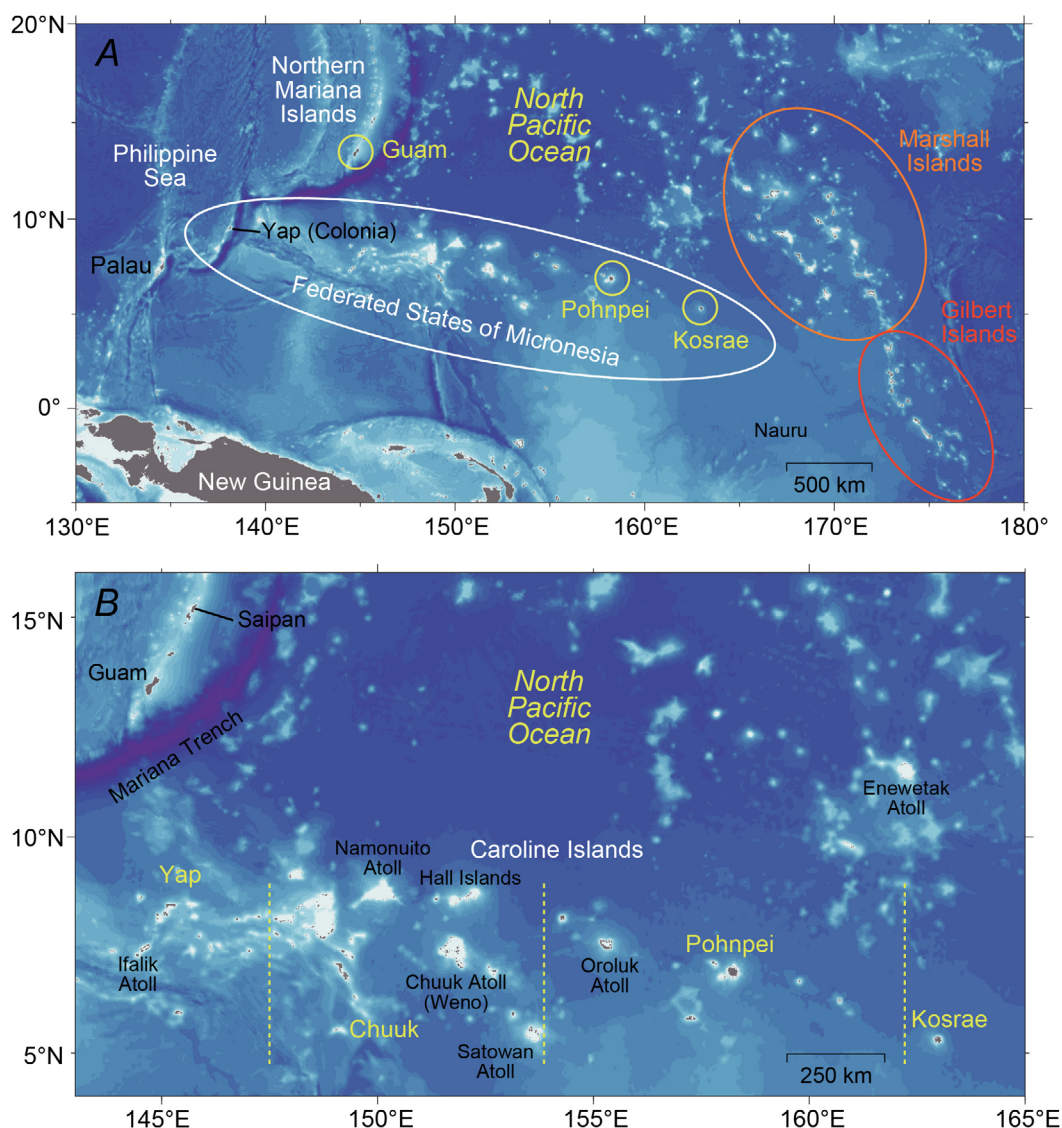 20°N
A
Northern
Mariana
Islands
North
Pacific
Ocean
Guam
Marshall
Islands
Philippine
Sea
10°N
Yap (Colonia)
Palau
Federated States of Micronesia
Pohnpei
Kosrae
Gilbert
Islands
0°
Nauru
New Guinea
500 km
130°E
140°E
150°E
160°E
170°E
180°
B
15°N
Saipan
Guam
North
Pacific
Ocean
Mariana Trench
Enewetak
Atoll
10°N
Namonuito
Atoll
Caroline Islands
Hall Islands
Yap
Ifalik
Atoll
Chuuk Atoll
(Weno)
Oroluk
Atoll
Pohnpei
Chuuk
Kosrae
Satowan
Atoll
5°N
250 km
145°E
150°E
155°E
160°E
165°E